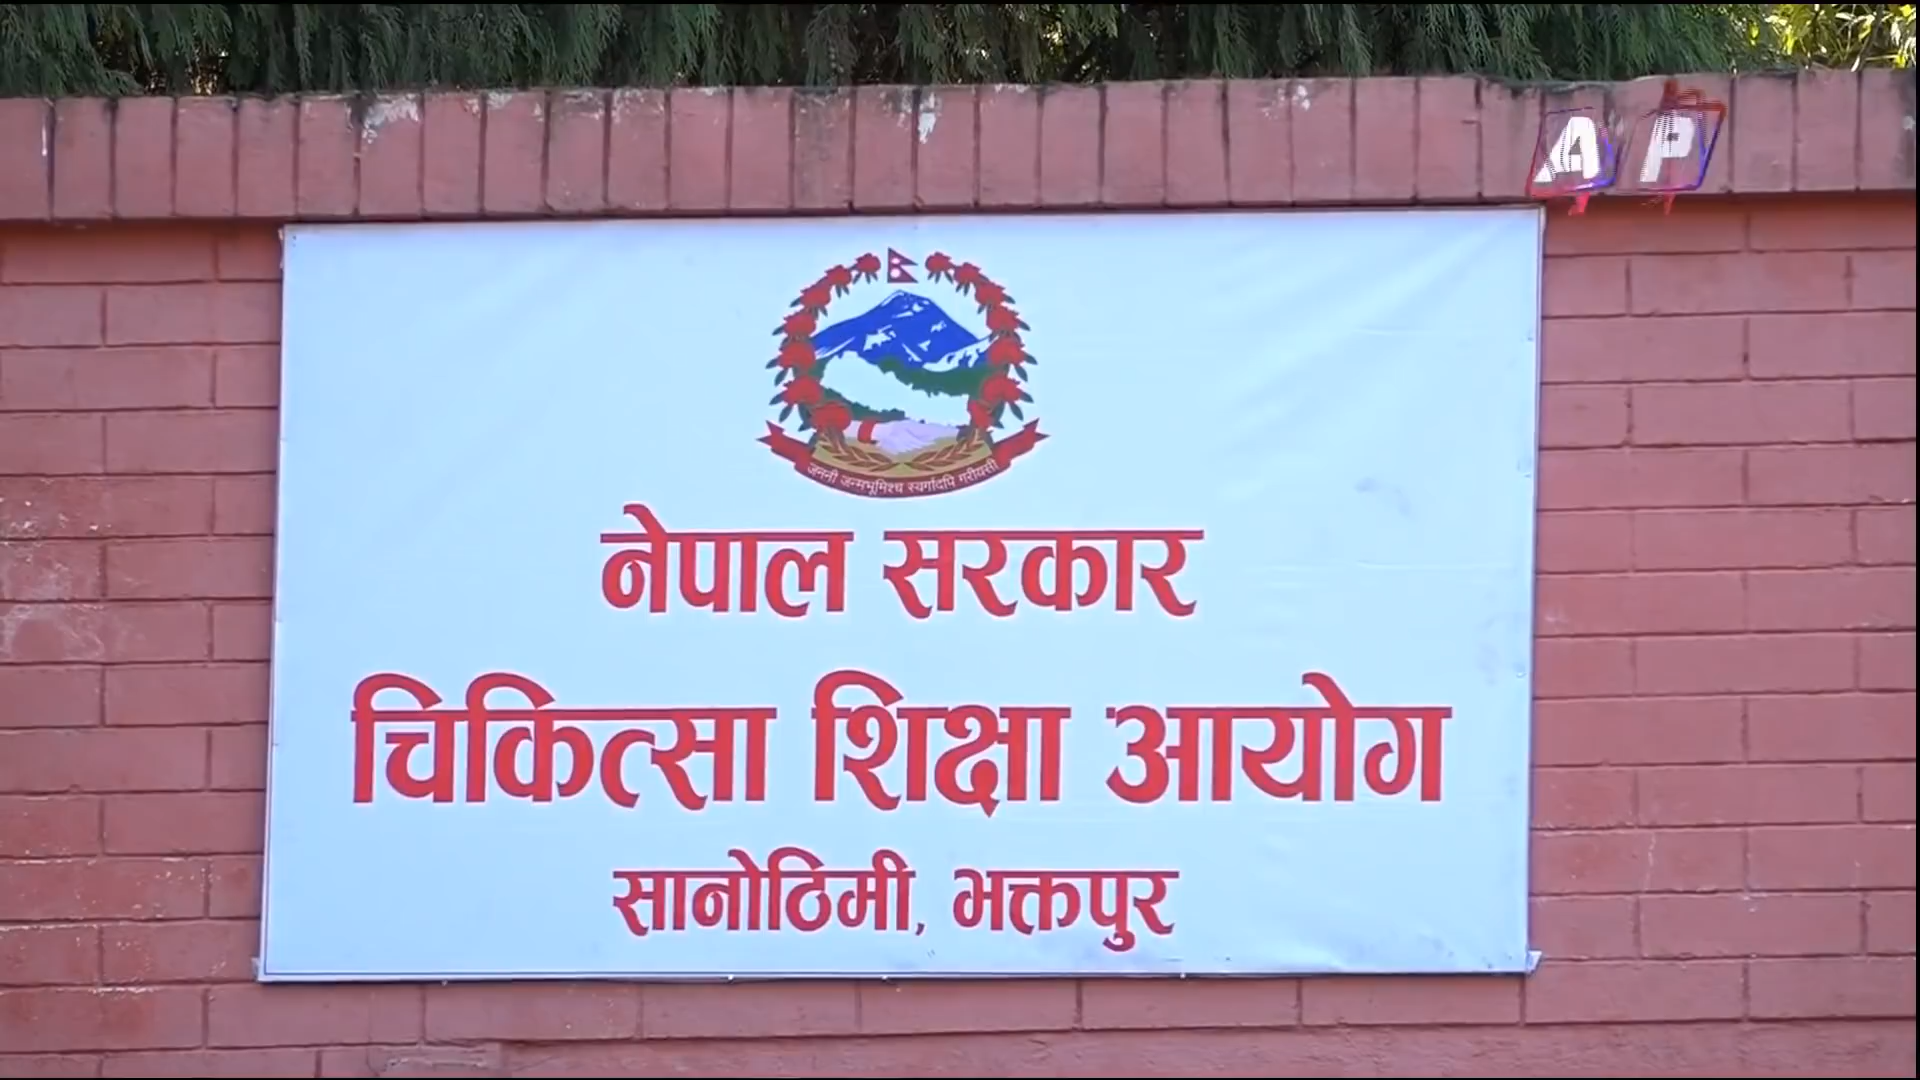 AP
जननी जन्मभूमिश्च स्वर्गादपि गरीयसी
नेपाल सरकार
चिकित्सा शिक्षा आयोग
सानोठिमी, भक्तपुर